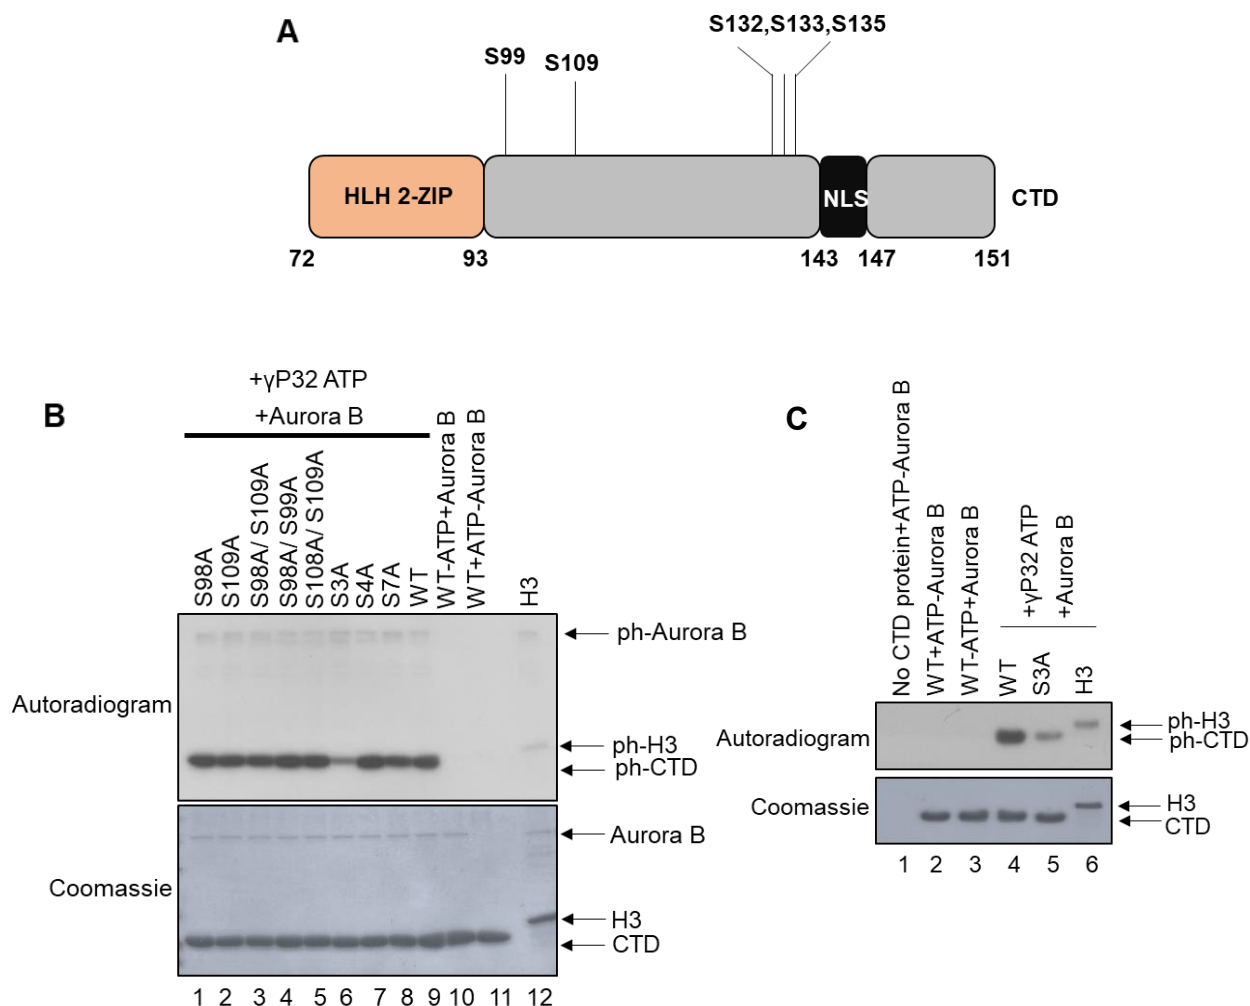 A
S132,S133,S135
S99
S109
HLH 2-ZIP
NLS
CTD
72
93
143
147
151
B
+γP32 ATP
+Aurora B
S98A
S109A
S98A/ S109A
S98A/ S99A
S108A/ S109A
S3A
S4A
S7A
WT
WT-ATP+Aurora B
WT+ATP-Aurora B
H3
Autoradiogram
ph-Aurora B
ph-H3
ph-CTD
Coomassie
Aurora B
H3
CTD
1 2 3 4 5 6 7 8 9 10 11 12
C
No CTD protein+ATP-Aurora B
WT+ATP-Aurora B
WT-ATP+Aurora B
+γP32 ATP
+Aurora B
WT
S3A
H3
Autoradiogram
ph-H3
ph-CTD
Coomassie
H3
CTD
1 2 3 4 5 6